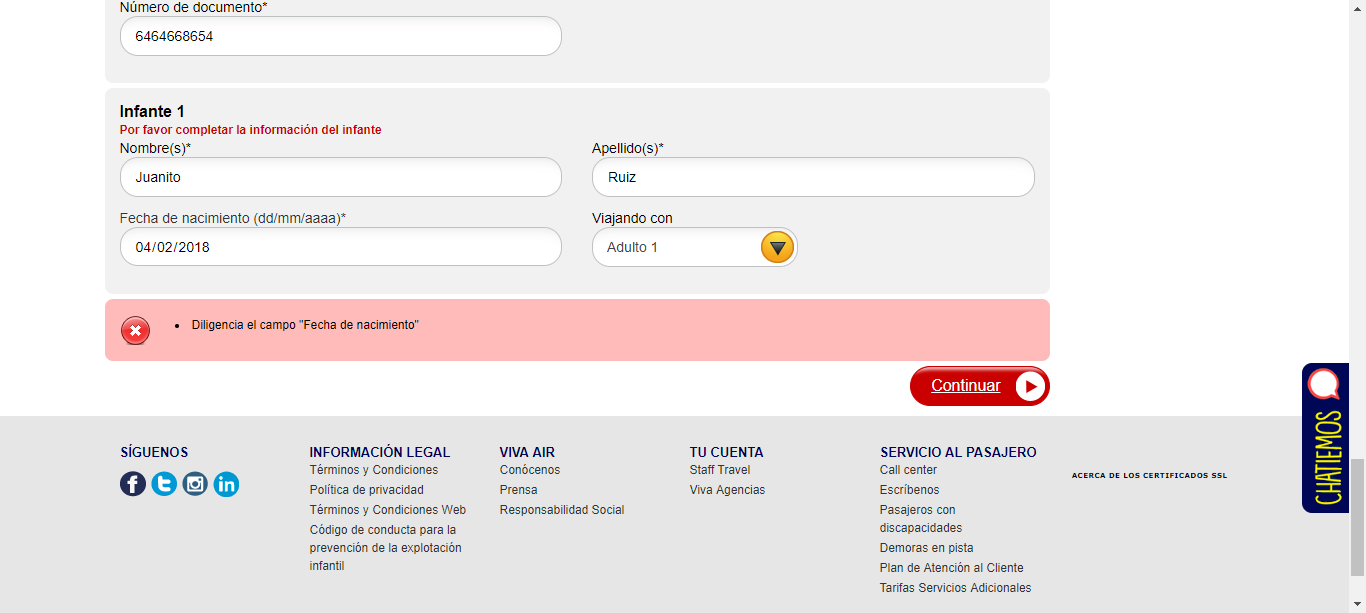 Número de documento*
6464668654
Infante 1
Por favor completar la información del infante
Nombre(s)*
Apellido(s)*
Juanito
Ruiz
Fecha de nacimiento (dd/mm/aaaa)*
Viajando con
04/02/2018
Adulto 1
Diligencia el campo "Fecha de nacimiento"
Continuar
CHATIEMOS
SÍGUENOS
INFORMACIÓN LEGAL
Términos y Condiciones
Política de privacidad
Términos y Condiciones Web
Código de conducta para la
prevención de la explotación
infantil
VIVA AIR
Conócenos
Prensa
Responsabilidad Social
TU CUENTA
Staff Travel
Viva Agencias
SERVICIO AL PASAJERO
Call center
Escríbenos
Pasajeros con
discapacidades
Demoras en pista
Plan de Atención al Cliente
Tarifas Servicios Adicionales
ACERCA DE LOS CERTIFICADOS SSL